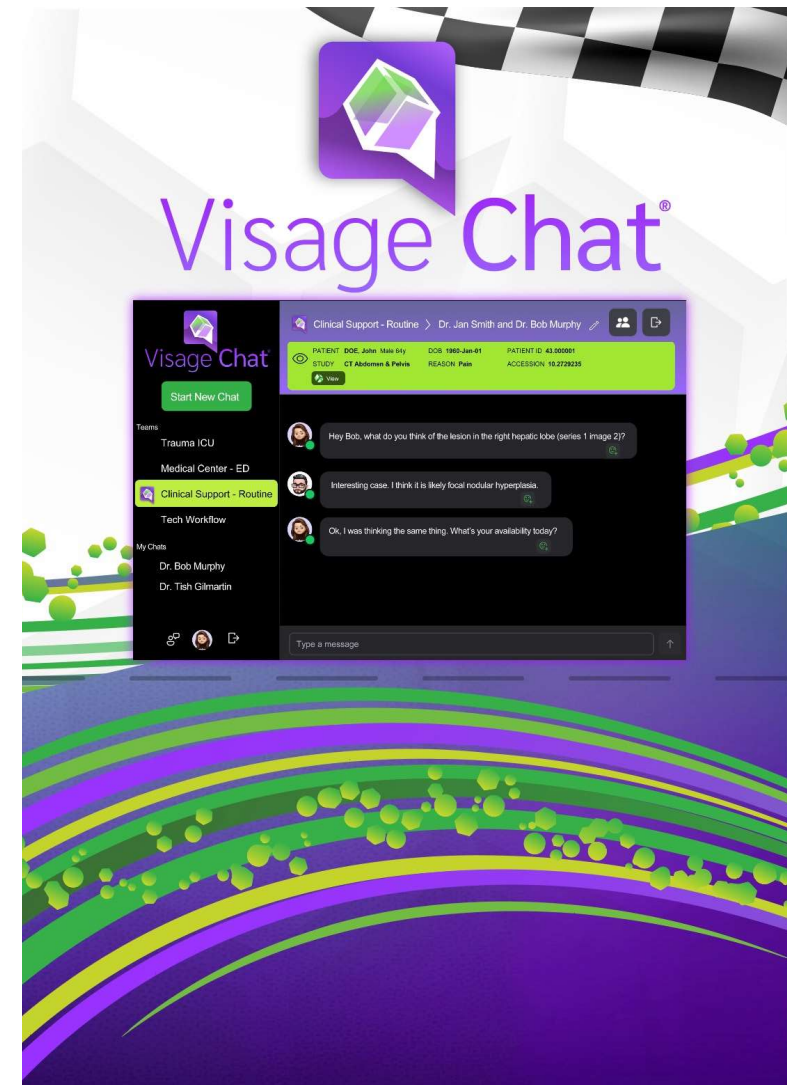 Visage Chat®
Visage Chat
Start New Chat
Teams
Trauma ICU
Medical Center - ED
Clinical Support - Routine
Tech Workflow
My Chats
Dr. Bob Murphy
Dr. Tish Gilmartin
Clinical Support - Routine > Dr. Jan Smith and Dr. Bob Murphy
PATIENT DOE, John Male 64y DOB 1960-Jan-01 PATIENT ID 43.000001
STUDY CT Abdomen & Pelvis REASON Pain ACCESSION 10.2729235
View
Hey Bob, what do you think of the lesion in the right hepatic lobe (series 1 image 2)?
Interesting case. I think it is likely focal nodular hyperplasia.
Ok, I was thinking the same thing. What's your availability today?
Type a message